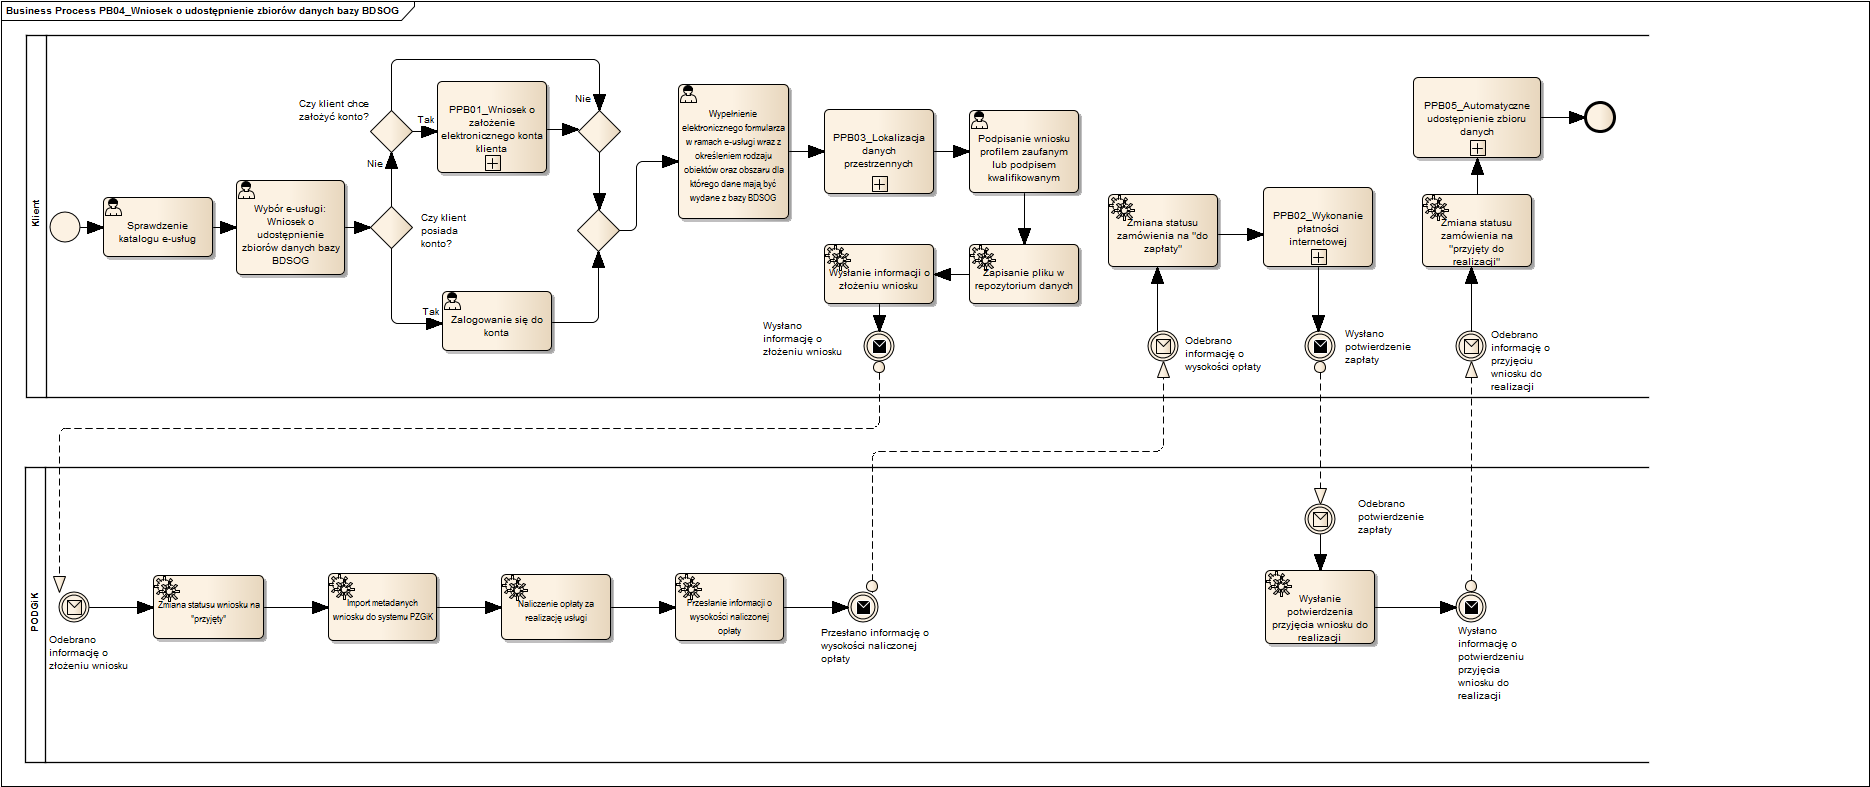 Business Process PB04_Wniosek o udostępnienie zbiorów danych bazy BDSOG
Klient
Sprawdzenie
katalogu e-usług
Wybór e-usługi:
Wniosek o
udostępnienie
zbiorów danych bazy
BDSOG
Czy klient
posiada
konto?
Nie
Tak
Czy klient chce
założyć konto?
Tak
Nie
PPB01_Wniosek o
założenie
elektronicznego konta
klienta
Zalogowanie się do
konta
Wypełnienie
elektronicznego formularza
w ramach e-usługi wraz z
określeniem rodzaju
obiektów oraz obszaru dla
którego dane mają być
wydane z bazy BDSOG
PPB03_Lokalizacja
danych
przestrzennych
Podpisanie wniosku
profilem zaufanym
lub podpisem
kwalifikowanym
Zapisanie pliku w
repozytorium danych
Wysłanie informacji o
złożeniu wniosku
Wysłano
informację o
złożeniu wniosku
Zmiana statusu
zamówienia na "do
zapłaty"
Odebrano
informację o
wysokości opłaty
PPB02_Wykonanie
płatności
internetowej
Wysłano
potwierdzenie
zapłaty
Zmiana statusu
zamówienia na
"przyjęty do
realizacji"
Odebrano
informację o
przyjęciu
wniosku do
realizacji
PPB05_Automatyczne
udostępnienie zbioru
danych
PODGiK
Odebrano
informację o
złożeniu wniosku
Zmiana statusu wniosku na
"przyjęty"
Import metadanych
wniosku do systemu PZGiK
Naliczenie opłaty za
realizację usługi
Przesłanie informacji o
wysokości naliczonej
opłaty
Przesłano informację o
wysokości naliczonej
opłaty
Odebrano
potwierdzenie
zapłaty
Wysłanie
potwierdzenia
przyjęcia wniosku do
realizacji
Wysłano
informację o
potwierdzeniu
przyjęcia
wniosku do
realizacji